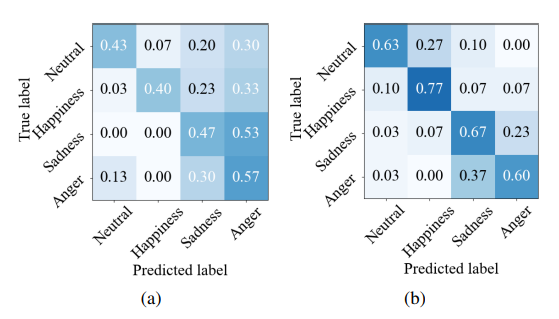 True label
Neutral 0.43 0.07 0.20 0.30
Happiness 0.03 0.40 0.23 0.33
Sadness 0.00 0.00 0.47 0.53
Anger 0.13 0.00 0.30 0.57
Neutral Happiness Sadness Anger
Predicted label
(a)
True label
Neutral 0.63 0.27 0.10 0.00
Happiness 0.10 0.77 0.07 0.07
Sadness 0.03 0.07 0.67 0.23
Anger 0.03 0.00 0.37 0.60
Neutral Happiness Sadness Anger
Predicted label
(b)